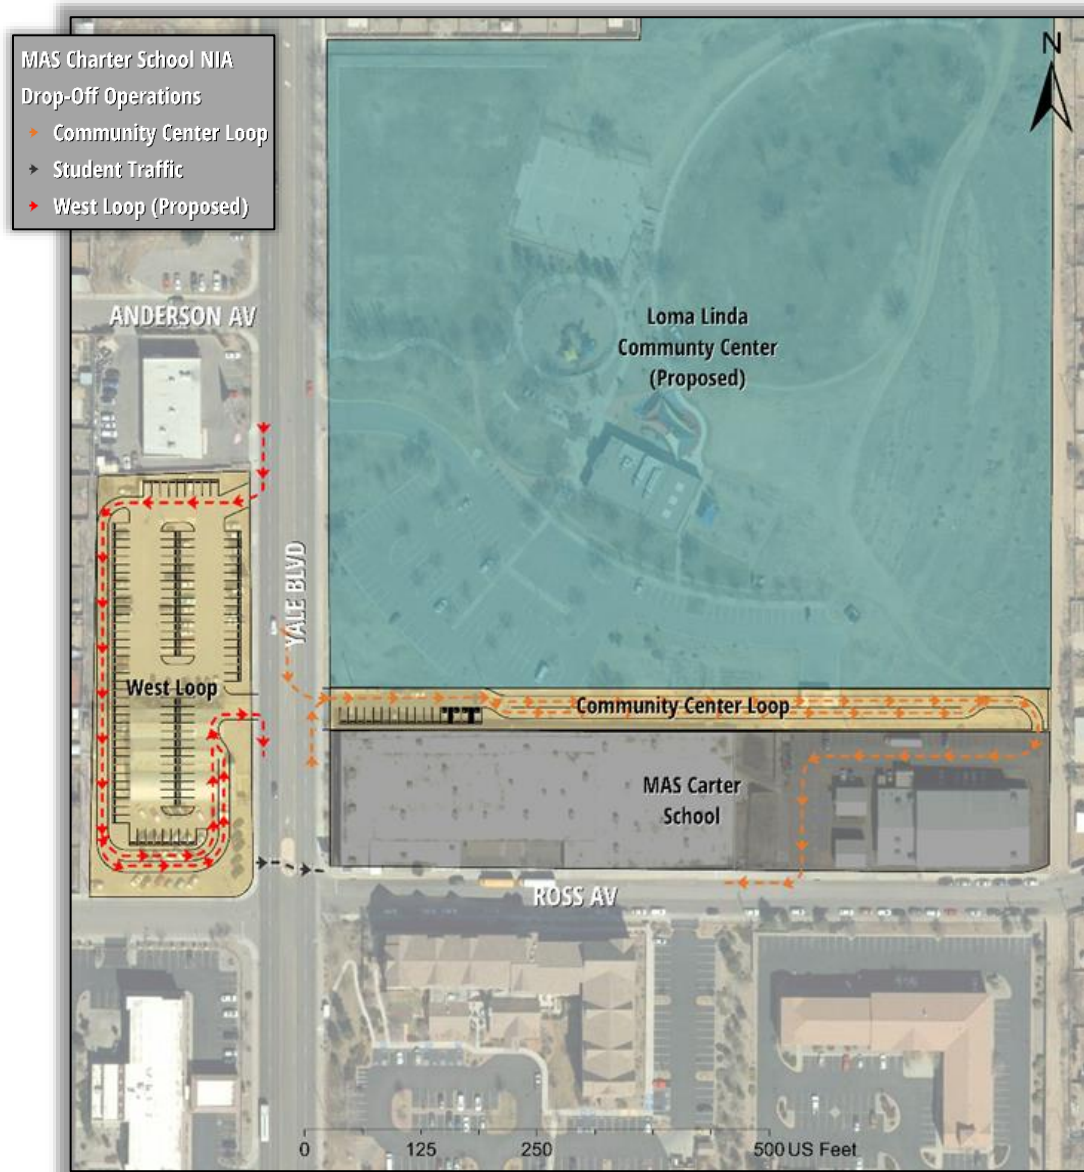 MAS Charter School NIA
Drop-Off Operations
Community Center Loop
Student Traffic
West Loop (Proposed)
N
ANDERSON AV
Loma Linda
Communty Center
(Proposed)
YALE BLVD
West Loop
Community Center Loop
MAS Carter
School
ROSS AV
0 125 250 500 US Feet